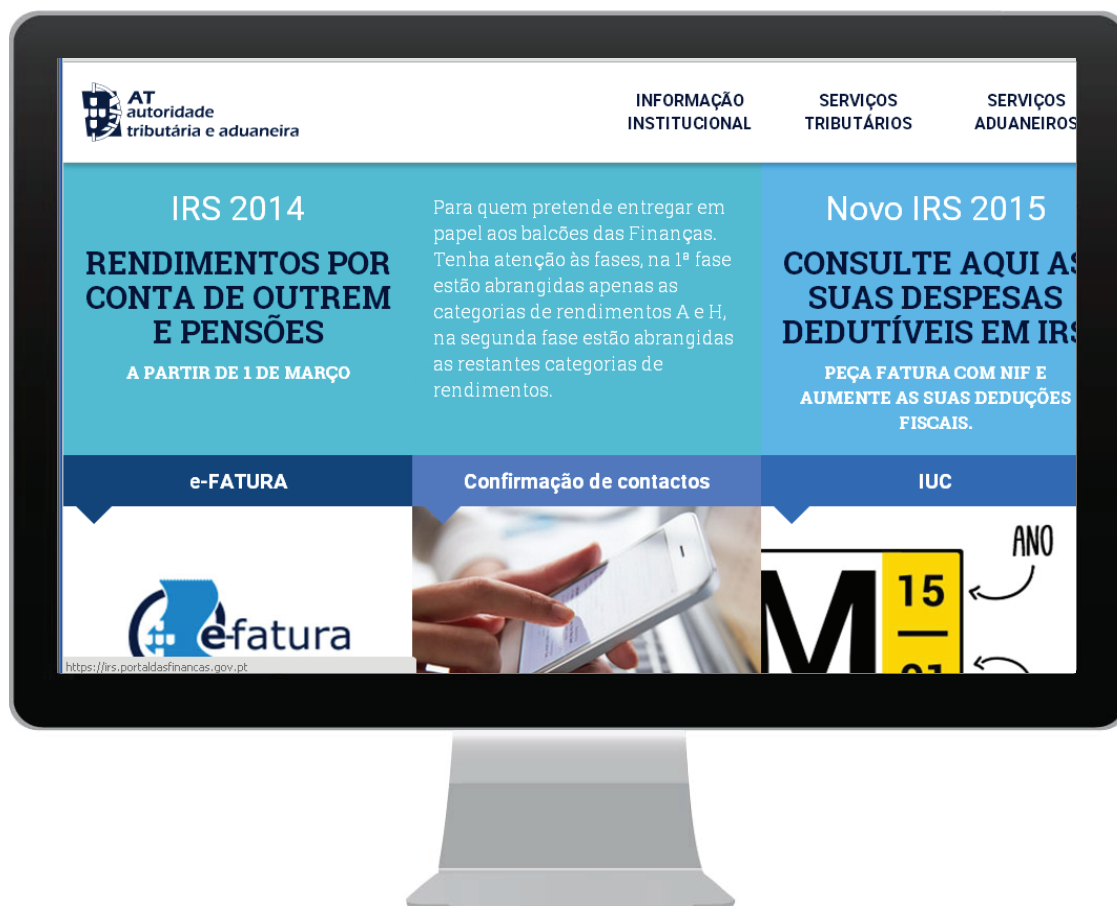 AT
autoridade
tributária e aduaneira
INFORMAÇÃO
INSTITUCIONAL
SERVIÇOS
TRIBUTÁRIOS
SERVIÇOS
ADUANEIROS
IRS 2014
RENDIMENTOS POR
CONTA DE OUTREM
E PENSÕES
A PARTIR DE 1 DE MARÇO
Para quem pretende entregar em
papel aos balcões das Finanças.
Tenha atenção às fases, na 1ª fase
estão abrangidas apenas as
categorias de rendimentos A e H,
na segunda fase estão abrangidas
as restantes categorias de
rendimentos.
Novo IRS 2015
CONSULTE AQUI AS
SUAS DESPESAS
DEDUTÍVEIS EM IRS
PEÇA FATURA COM NIF E
AUMENTE AS SUAS DEDUÇÕES
FISCAIS.
e-FATURA
Confirmação de contactos
IUC
e-fatura
ANO
M
15
01
https://irs.portaldasfinancas.gov.pt